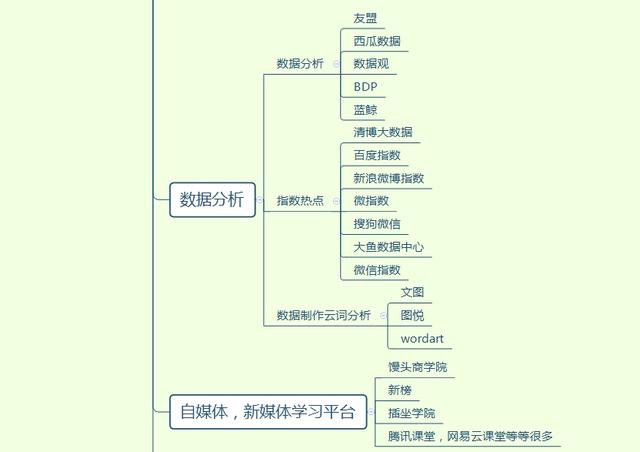 数据分析
数据分析
友盟
西瓜数据
数据观
BDP
蓝鲸
指数热点
清博大数据
百度指数
新浪微博指数
微指数
搜狗微信
大鱼数据中心
微信指数
数据制作云词分析
文图
图悦
wordart
自媒体，新媒体学习平台
馒头商学院
新榜
插坐学院
腾讯课堂，网易云课堂等等很多